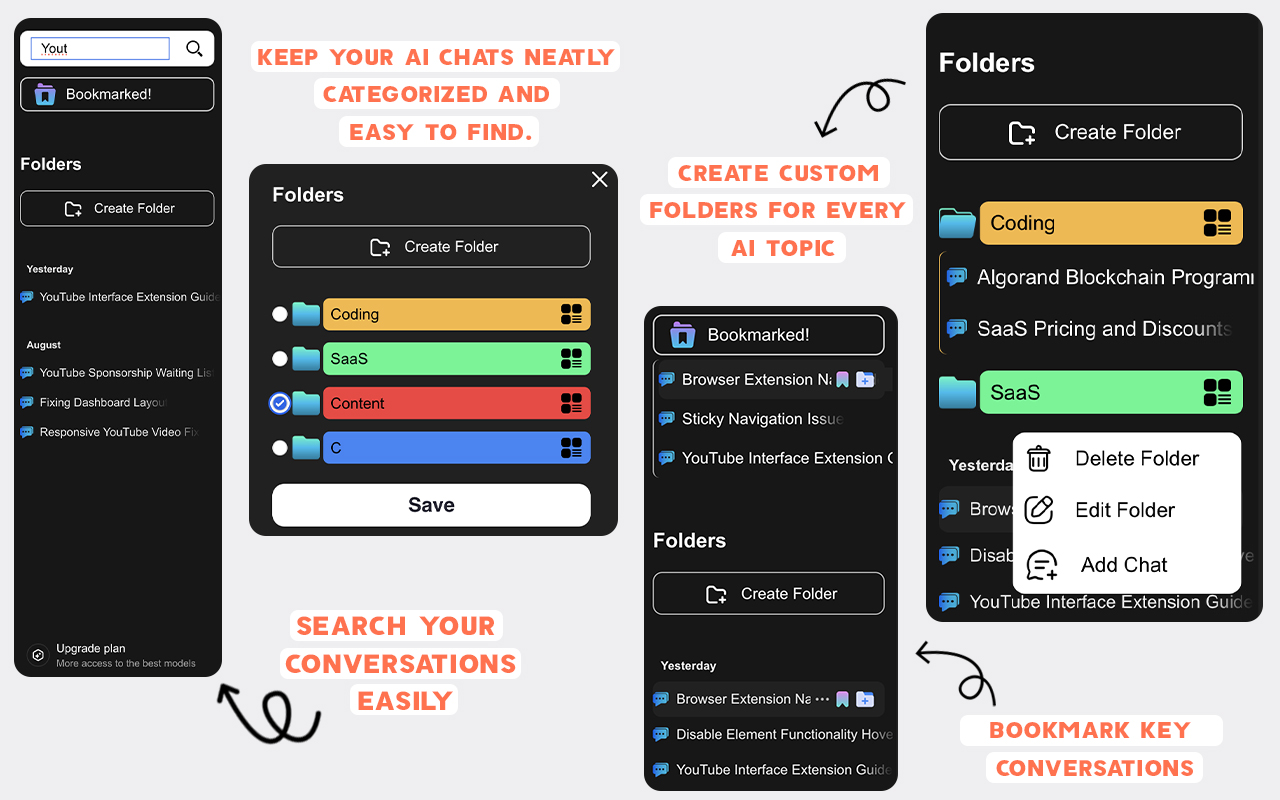 Yout
Bookmarked!
Folders
Create Folder
Yesterday
YouTube Interface Extension Guide
August
YouTube Sponsorship Waiting Lis
Fixing Dashboard Layou
Responsive YouTube Video Fix
Upgrade plan
More access to the best models
KEEP YOUR AI CHATS NEATLY
CATEGORIZED AND
EASY TO FIND.
Folders
Create Folder
Coding
SaaS
Content
C
Save
SEARCH YOUR
CONVERSATIONS
EASILY
CREATE CUSTOM
FOLDERS FOR EVERY
AI TOPIC
Bookmarked!
Browser Extension Na
Sticky Navigation Issue
YouTube Interface Extension G
Folders
Create Folder
Yesterday
Browser Extension Na ...
Disable Element Functionality Hove
YouTube Interface Extension Guide
Folders
Create Folder
Coding
Algorand Blockchain Program
SaaS Pricing and Discounts
SaaS
Yesterda
Delete Folder
Brows
Edit Folder
Disab
Add Chat
YouTube Interface Extension Guide
BOOKMARK KEY
CONVERSATIONS